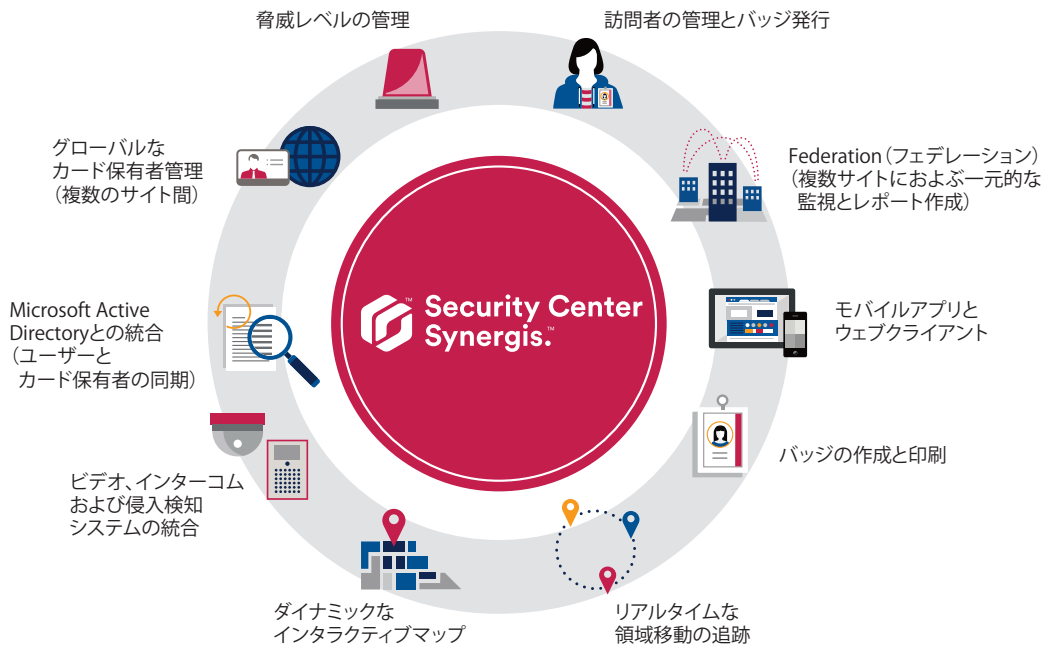 脅威レベルの管理
訪問者の管理とバッジ発行
グローバルな
カード保有者管理
（複数のサイト間）
Federation（フェデレーション）
（複数サイトにおよぶ一元的な
監視とレポート作成）
Security Center
Synergis.™
Microsoft Active
Directoryとの統合
（ユーザーと
カード保有者の同期）
モバイルアプリと
ウェブクライアント
バッジの作成と印刷
ビデオ、インターコム
および侵入検知
システムの統合
ダイナミックな
インタラクティブマップ
リアルタイムな
領域移動の追跡